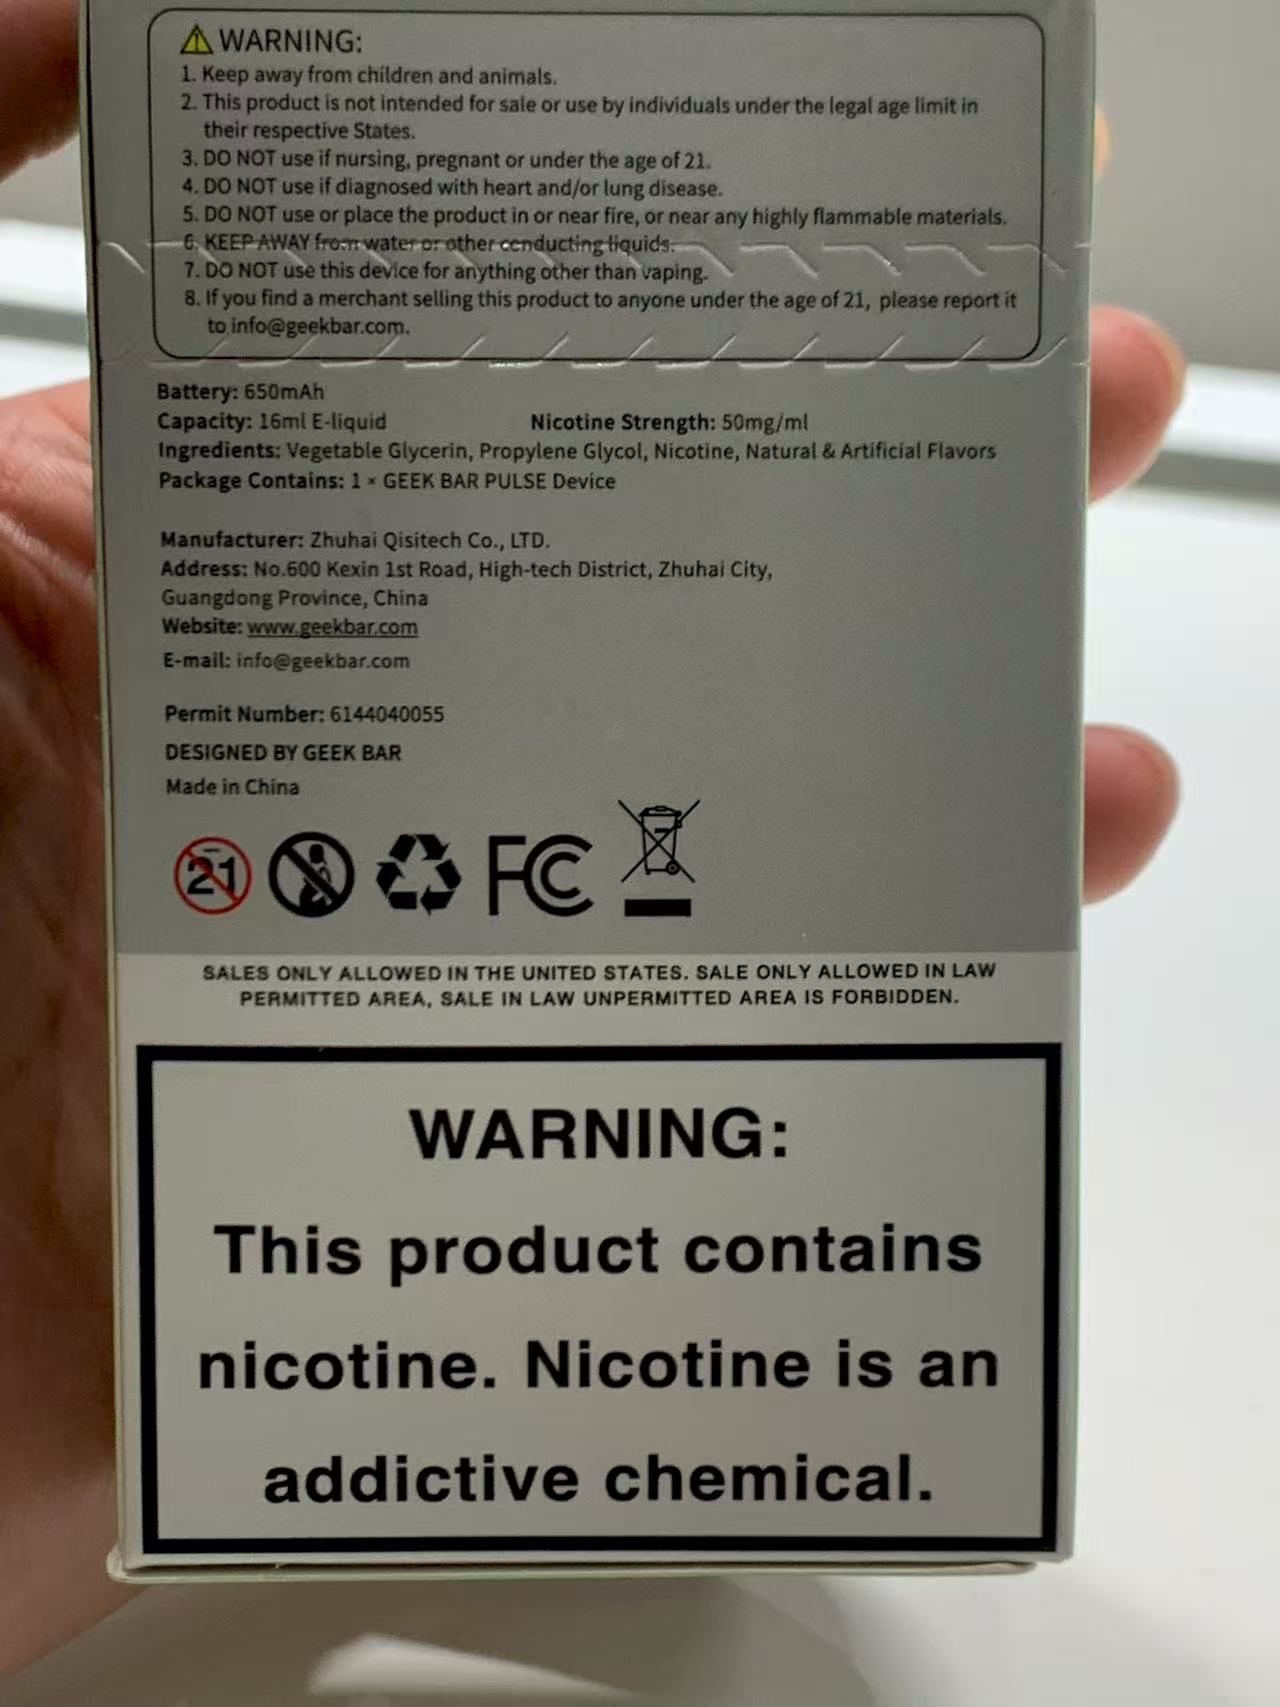 WARNING:
1. Keep away from children and animals.
2. This product is not intended for sale or use by individuals under the legal age limit in
their respective States.
3. DO NOT use if nursing, pregnant or under the age of 21.
4. DO NOT use if diagnosed with heart and/or lung disease.
5. DO NOT use or place the product in or near fire, or near any highly flammable materials.
6. KEEP AWAY from water or other conducting liquids.
7. DO NOT use this device for anything other than vaping.
8. If you find a merchant selling this product to anyone under the age of 21, please report it
to info@geekbar.com.
Battery: 650mAh
Capacity: 16ml E-liquid Nicotine Strength: 50mg/ml
Ingredients: Vegetable Glycerin, Propylene Glycol, Nicotine, Natural & Artificial Flavors
Package Contains: 1 × GEEK BAR PULSE Device
Manufacturer: Zhuhai Qisitech Co., LTD.
Address: No.600 Kexin 1st Road, High-tech District, Zhuhai City,
Guangdong Province, China
Website: www.geekbar.com
E-mail: info@geekbar.com
Permit Number: 6144040055
DESIGNED BY GEEK BAR
Made in China
21 FC
SALES ONLY ALLOWED IN THE UNITED STATES. SALE ONLY ALLOWED IN LAW
PERMITTED AREA, SALE IN LAW UNPERMITTED AREA IS FORBIDDEN.
WARNING:
This product contains
nicotine. Nicotine is an
addictive chemical.